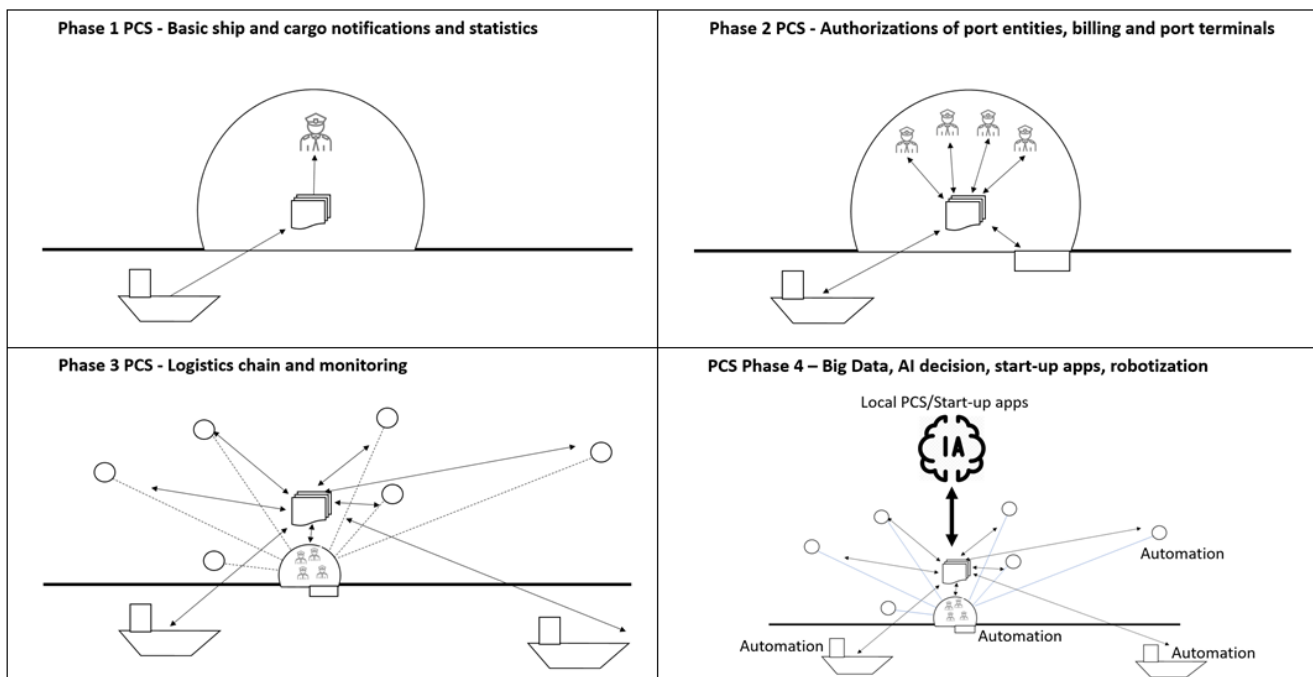 Phase 1 PCS - Basic ship and cargo notifications and statistics
Phase 2 PCS - Authorizations of port entities, billing and port terminals
Phase 3 PCS - Logistics chain and monitoring
PCS Phase 4 – Big Data, AI decision, start-up apps, robotization
Local PCS/Start-up apps
IA
Automation
Automation
Automation
Automation